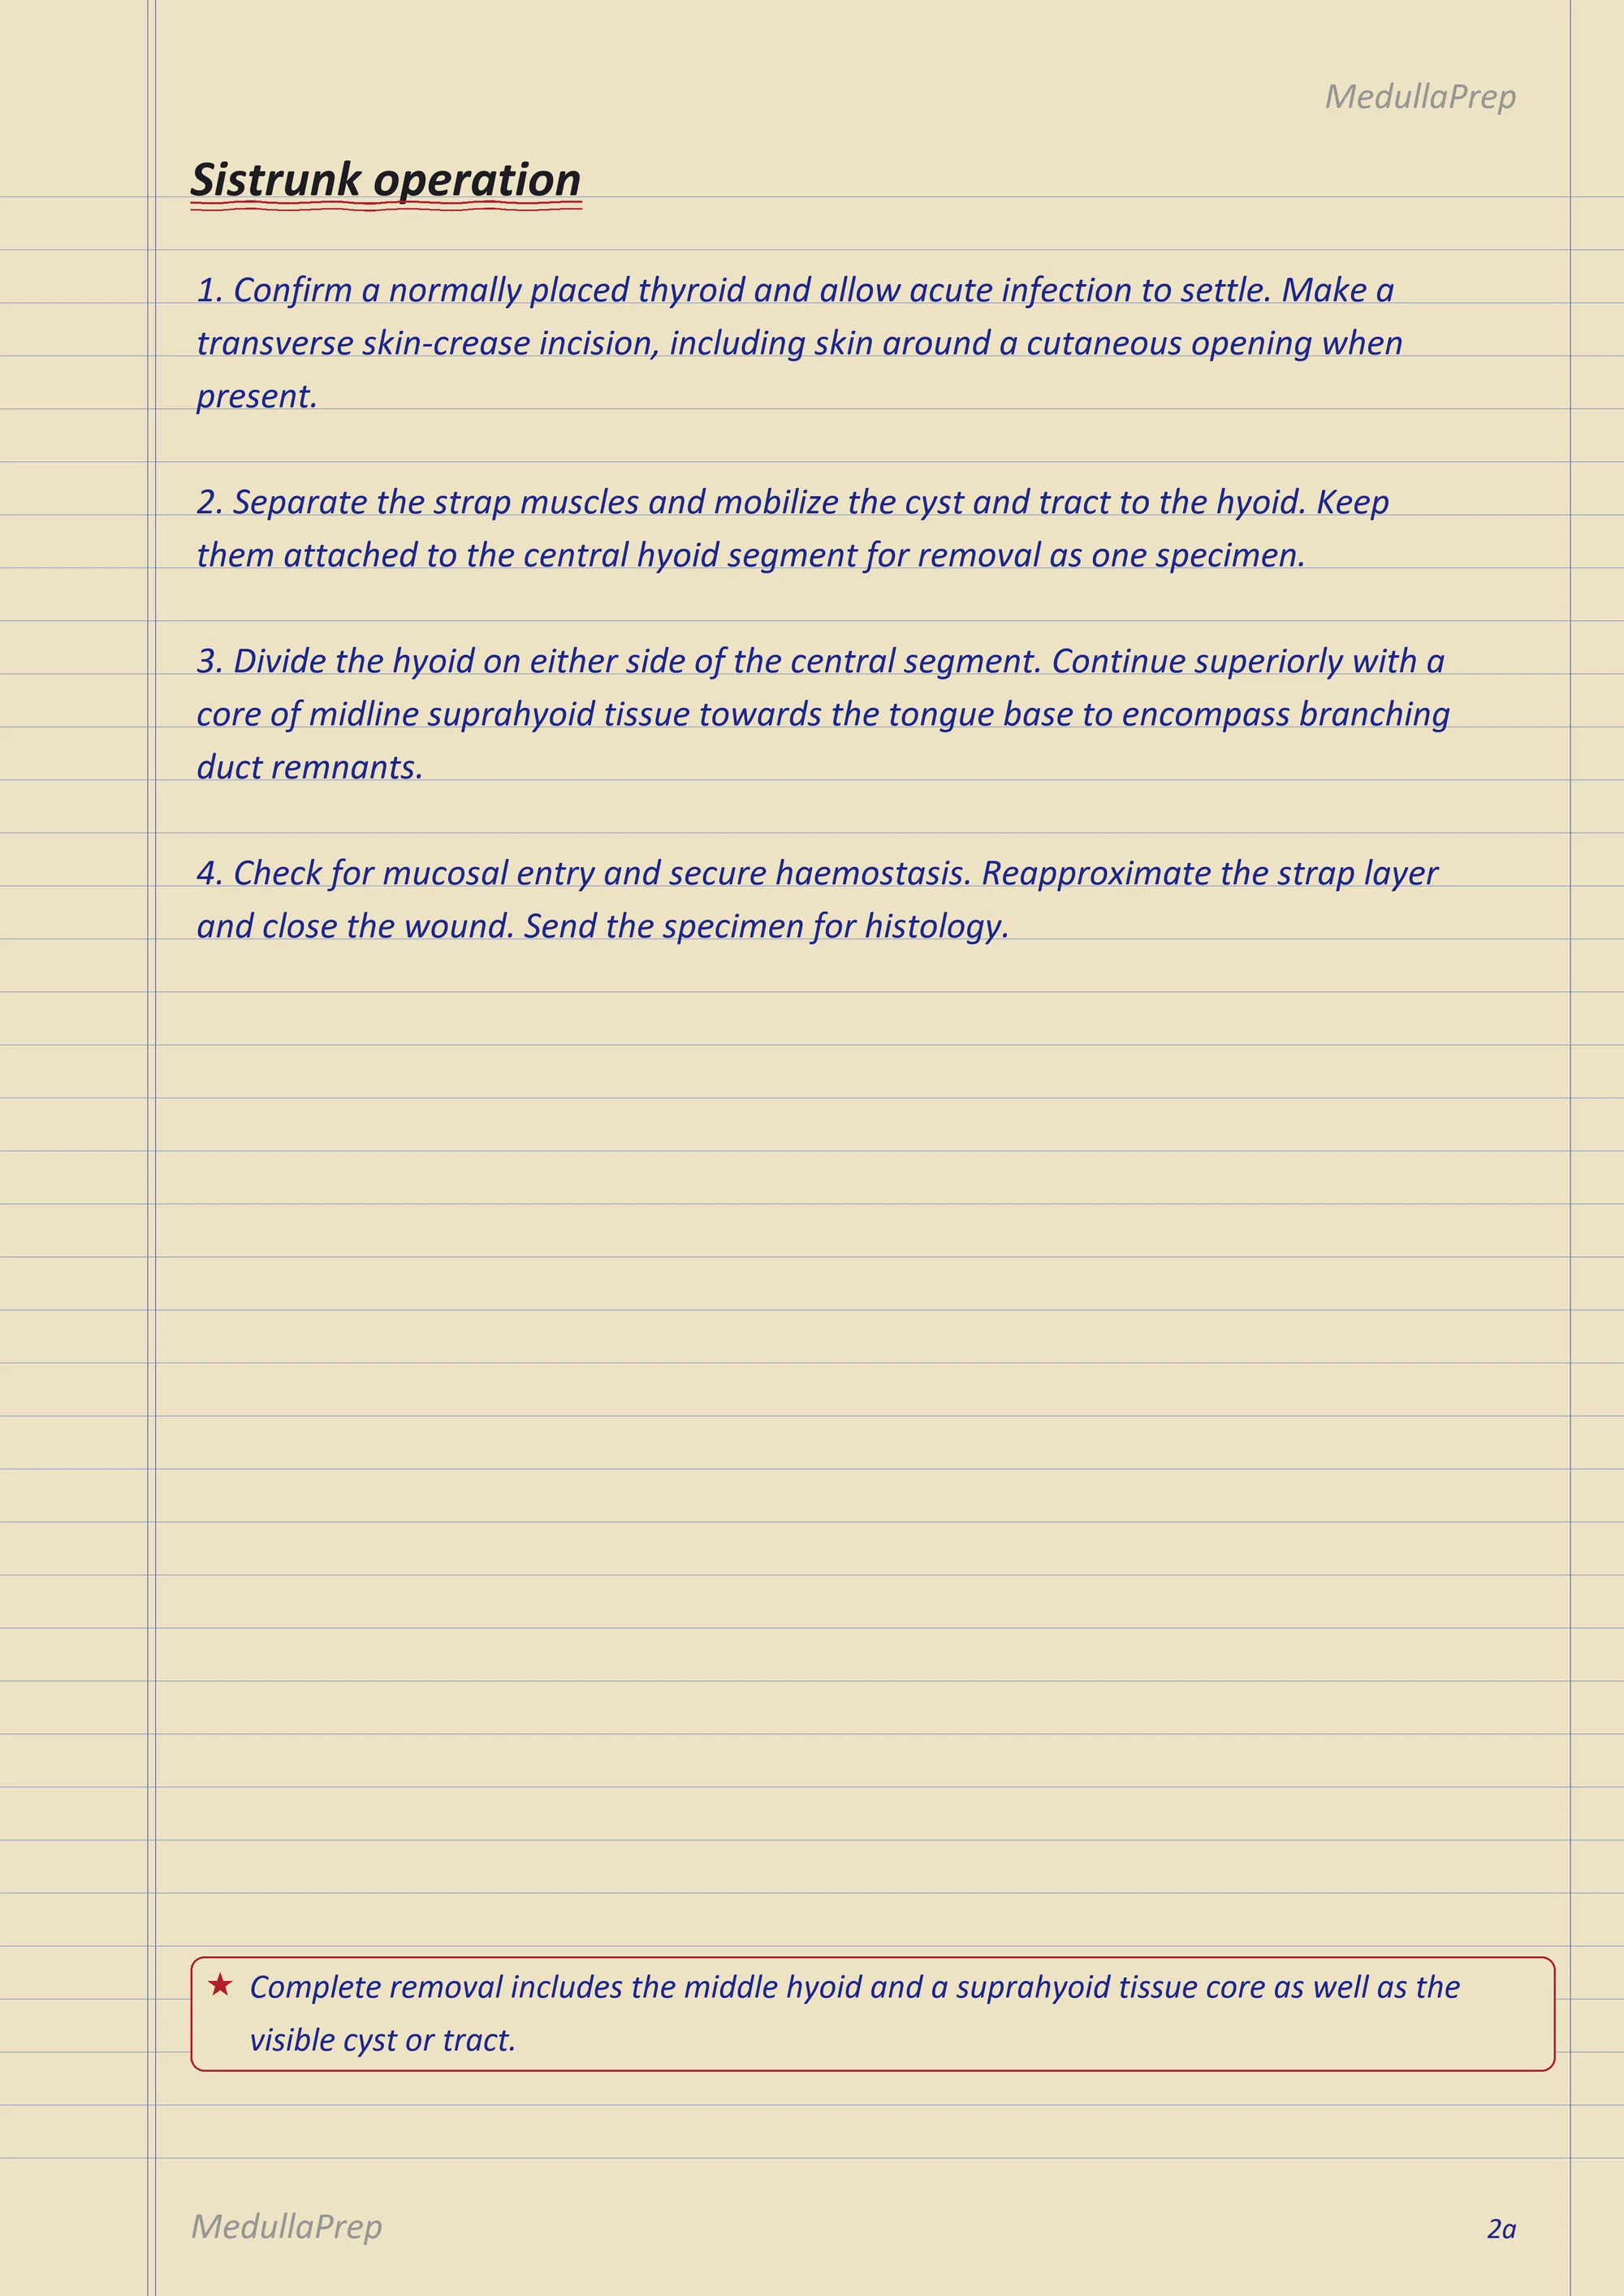 MedullaPrep
Sistrunk operation
1. Confirm a normally placed thyroid and allow acute infection to settle. Make a
transverse skin-crease incision, including skin around a cutaneous opening when
present.
2. Separate the strap muscles and mobilize the cyst and tract to the hyoid. Keep
them attached to the central hyoid segment for removal as one specimen.
3. Divide the hyoid on either side of the central segment. Continue superiorly with a
core of midline suprahyoid tissue towards the tongue base to encompass branching
duct remnants.
4. Check for mucosal entry and secure haemostasis. Reapproximate the strap layer
and close the wound. Send the specimen for histology.
★ Complete removal includes the middle hyoid and a suprahyoid tissue core as well as the
visible cyst or tract.
MedullaPrep
2a